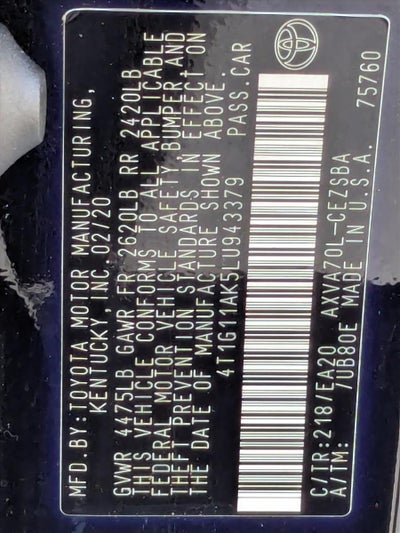 MFD.BY:TOYOTA MOTOR MANUFACTURING,
KENTUCKY, INC 02/20
GVWR 4475LB GAWR FR 2620LB RR 2420LB
THIS VEHICLE CONFORMS TO ALL APPLICABLE
FEDERAL MOTOR VEHICLE SAFETY, BUMPER AND
THEFT PREVENTION STANDARDS IN EFFECT ON
THE DATE OF MANUFACTURE SHOWN ABOVE.
4T1G11AK5LU943379 PASS.CAR
C/TR:218/EA20 AXVA70L-CEZSBA
A/TM: /UB80E MADE IN U.S.A. 75760